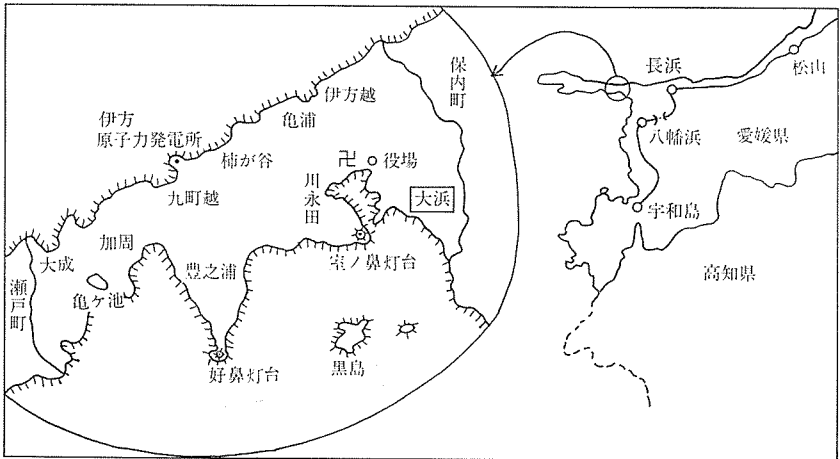 保内町
伊方越
亀浦
伊方
原子力発電所
柿が谷
卍
役場
川永田
大浜
九町越
室ノ鼻灯台
加周
大成
豊之浦
瀬戸町
亀ケ池
黒島
好鼻灯台
長浜
松山
八幡浜
愛媛県
宇和島
高知県